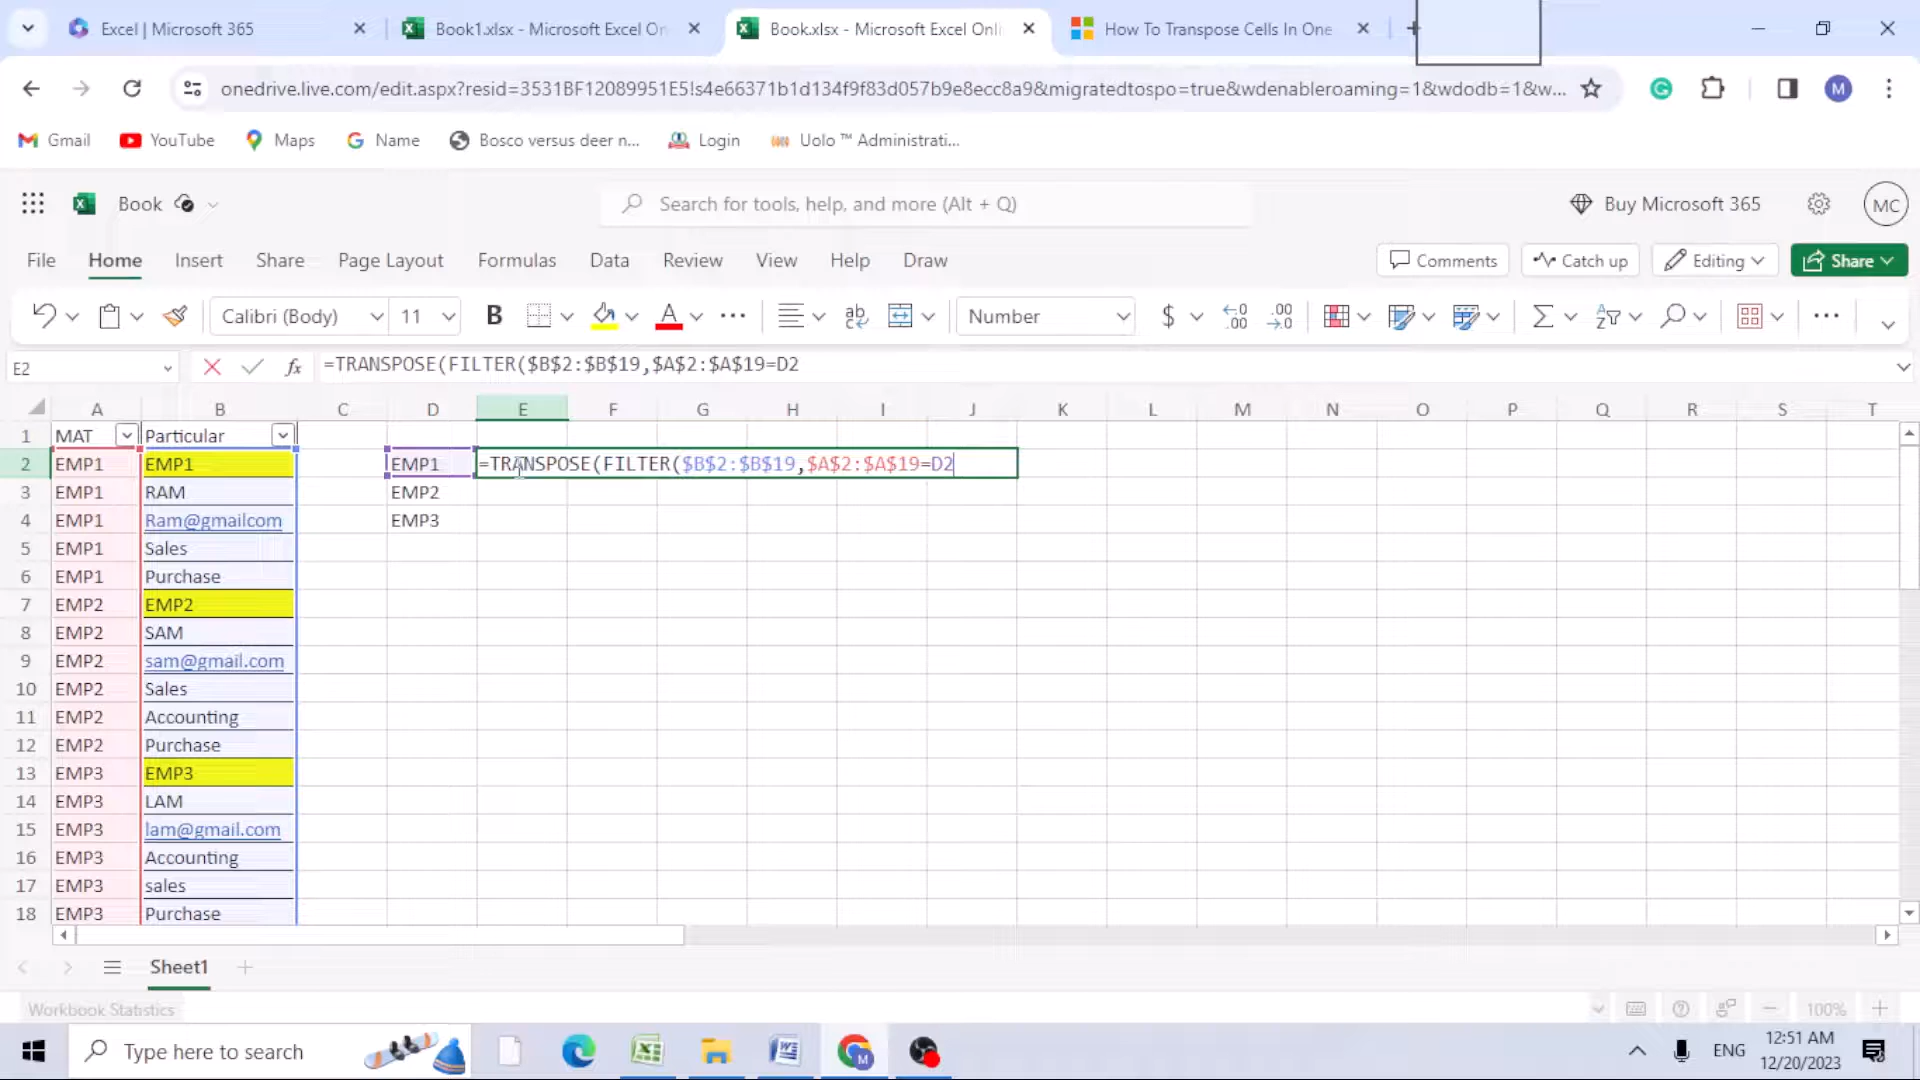 Excel | Microsoft 365
Book1.xlsx - Microsoft Excel On
Book.xlsx - Microsoft Excel Onli
How To Transpose Cells In One
onedrive.live.com/edit.aspx?resid=3531BF12089951E5!s4e66371b1d134f9f83d057b9e8ecc8a9&migratedtospo=true&wdenableroaming=1&wdodb=1&w...
M
Gmail
YouTube
Maps
Name
Bosco versus deer n...
Login
Uolo ™ Administrati...
Book
Search for tools, help, and more (Alt + Q)
Buy Microsoft 365
MC
File Home Insert Share Page Layout Formulas Data Review View Help Draw
Comments
Catch up
Editing
Share
Calibri (Body) 11 B A Number $
E2 fx =TRANSPOSE(FILTER($B$2:$B$19,$A$2:$A$19=D2
A B C D E F G H I J K L M N O P Q R S T
1 MAT Particular
2 EMP1 EMP1 EMP1 =TRANSPOSE(FILTER($B$2:$B$19,$A$2:$A$19=D2
3 EMP1 RAM EMP2
4 EMP1 Ram@gmailcom EMP3
5 EMP1 Sales
6 EMP1 Purchase
7 EMP2 EMP2
8 EMP2 SAM
9 EMP2 sam@gmail.com
10 EMP2 Sales
11 EMP2 Accounting
12 EMP2 Purchase
13 EMP3 EMP3
14 EMP3 LAM
15 EMP3 lam@gmail.com
16 EMP3 Accounting
17 EMP3 sales
18 EMP3 Purchase
Sheet1
Workbook Statistics
100%
Type here to search
ENG
12:51 AM
12/20/2023